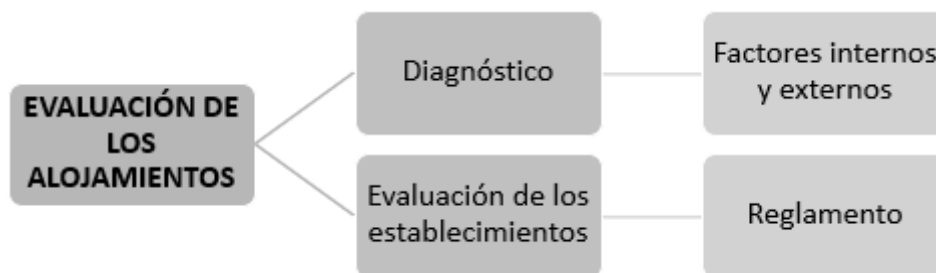 EVALUACIÓN DE
LOS
ALOJAMIENTOS
Diagnóstico
Factores internos
y externos
Evaluación de los
establecimientos
Reglamento